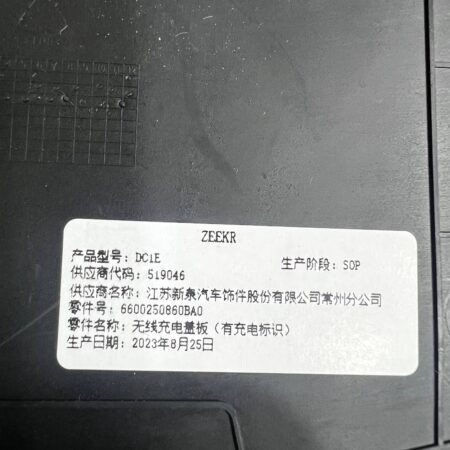 ZEEKR
产品型号: DC1E 生产阶段: SOP
供应商代码: 519046
供应商名称: 江苏新泉汽车饰件股份有限公司常州分公司
零件号: 6600250860BA0
零件名称: 无线充电盖板（有充电标识）
生产日期: 2023年8月25日